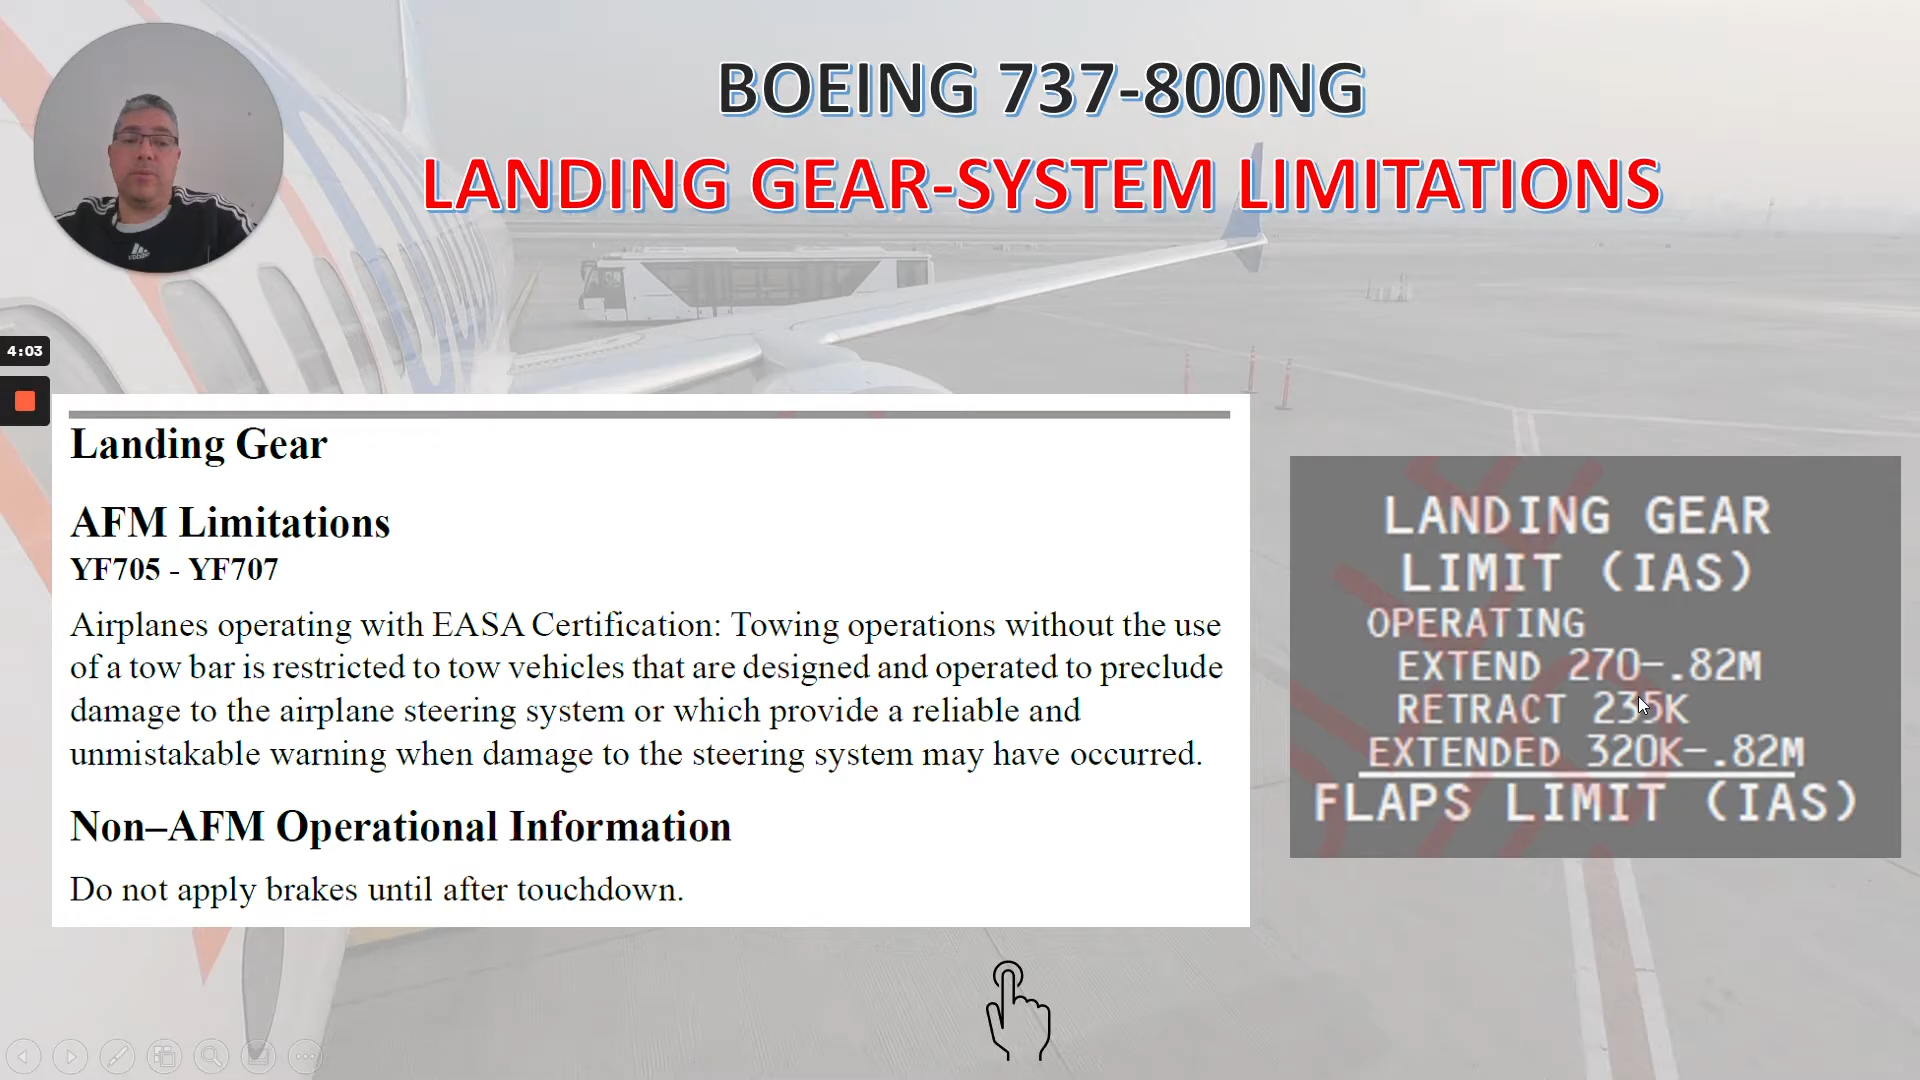 BOEING 737-800NG
LANDING GEAR-SYSTEM LIMITATIONS
4:03
Landing Gear
AFM Limitations
YF705 - YF707
Airplanes operating with EASA Certification: Towing operations without the use
of a tow bar is restricted to tow vehicles that are designed and operated to preclude
damage to the airplane steering system or which provide a reliable and
unmistakable warning when damage to the steering system may have occurred.
Non–AFM Operational Information
Do not apply brakes until after touchdown.
LANDING GEAR
LIMIT (IAS)
OPERATING
EXTEND 270-.82M
RETRACT 235K
EXTENDED 320K-.82M
FLAPS LIMIT (IAS)